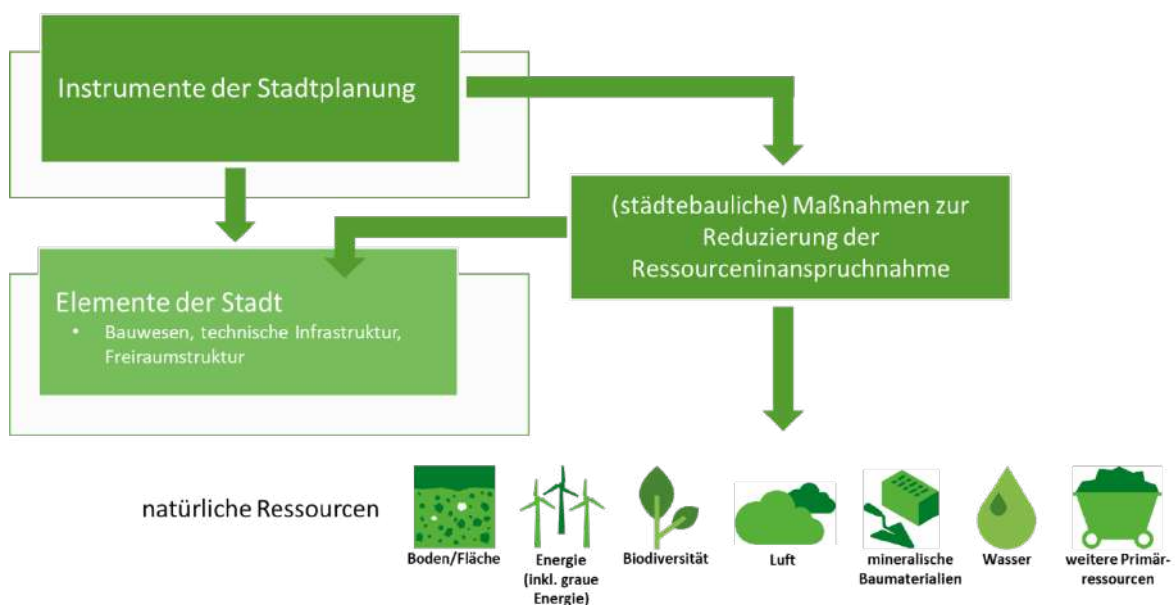 Instrumente der Stadtplanung
(städtebauliche) Maßnahmen zur
Reduzierung der
Ressourceninanspruchnahme
Elemente der Stadt
• Bauwesen, technische Infrastruktur,
Freiraumstruktur
natürliche Ressourcen
Boden/Fläche
Energie
(inkl. graue
Energie)
Biodiversität
Luft
mineralische
Baumaterialien
Wasser
weitere Primär-
ressourcen